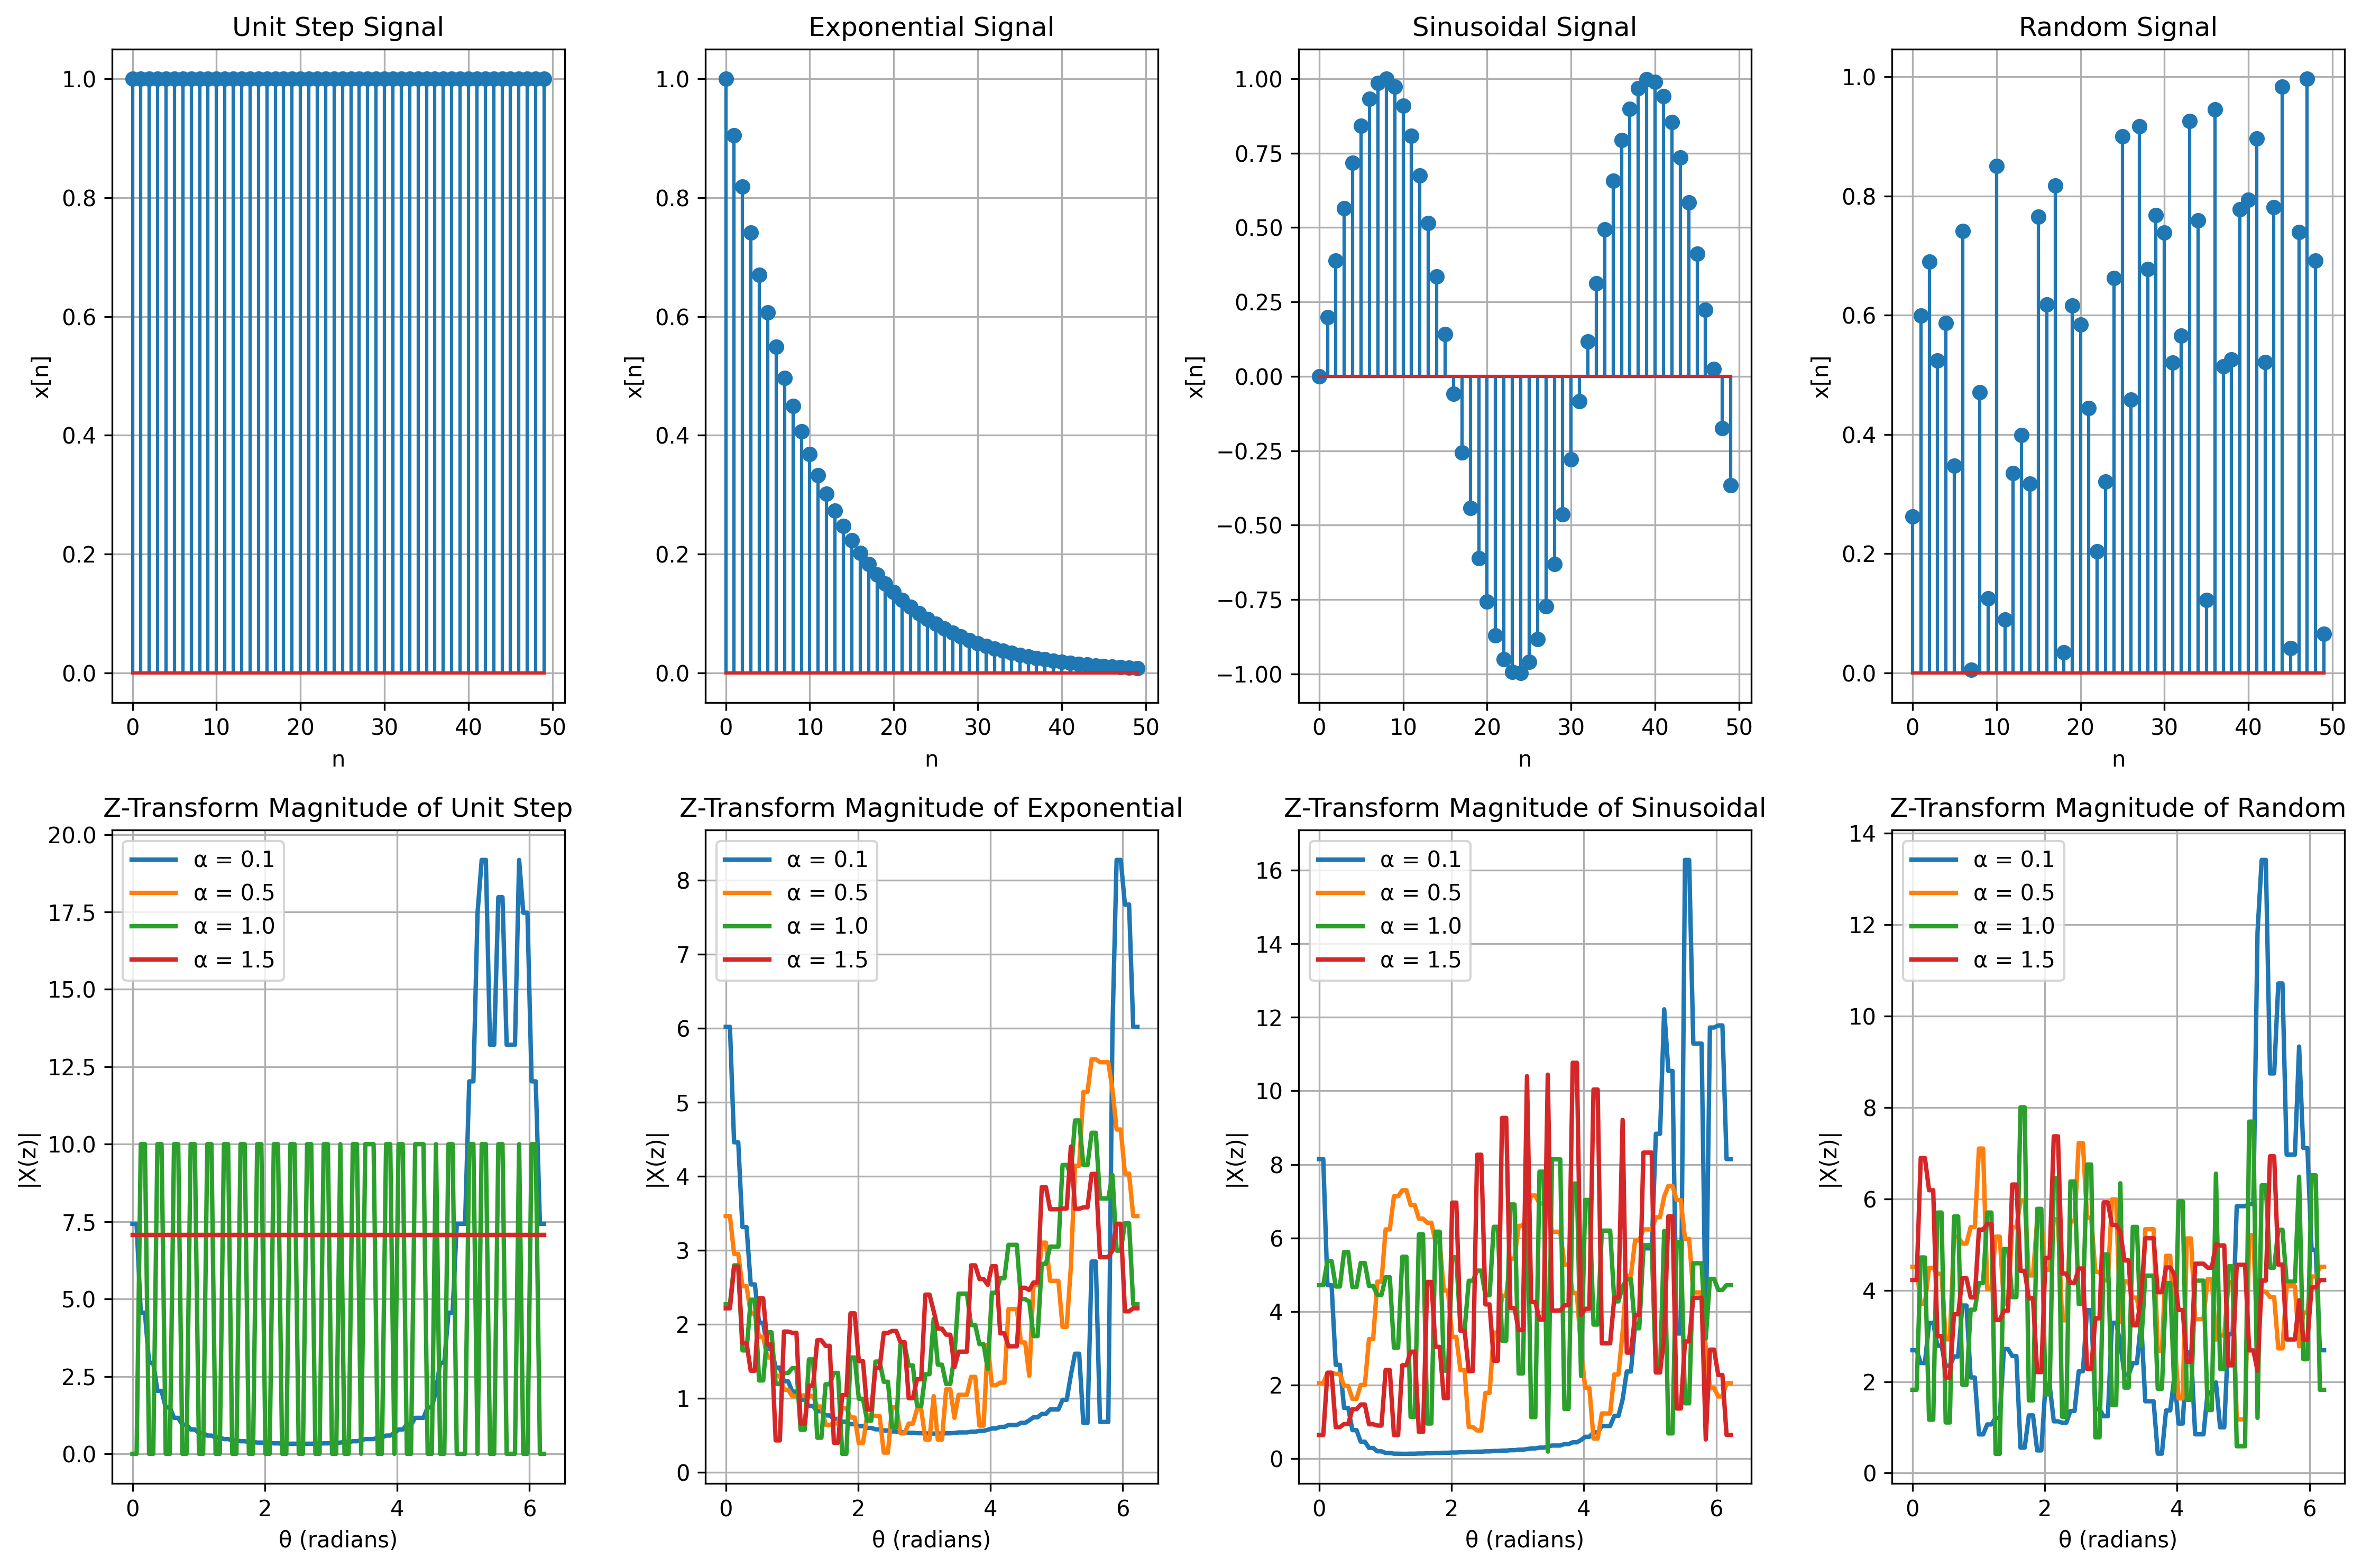 Unit Step Signal
1.0
0.8
0.6
0.4
0.2
0.0
x[n]
0 10 20 30 40 50
n
Exponential Signal
1.0
0.8
0.6
0.4
0.2
0.0
x[n]
0 10 20 30 40 50
n
Sinusoidal Signal
1.00
0.75
0.50
0.25
0.00
−0.25
−0.50
−0.75
−1.00
x[n]
0 10 20 30 40 50
n
Random Signal
1.0
0.8
0.6
0.4
0.2
0.0
x[n]
0 10 20 30 40 50
n
Z-Transform Magnitude of Unit Step
20.0
17.5
15.0
12.5
10.0
7.5
5.0
2.5
0.0
|X(z)|
α = 0.1
α = 0.5
α = 1.0
α = 1.5
0 2 4 6
θ (radians)
Z-Transform Magnitude of Exponential
8
7
6
5
4
3
2
1
0
|X(z)|
α = 0.1
α = 0.5
α = 1.0
α = 1.5
0 2 4 6
θ (radians)
Z-Transform Magnitude of Sinusoidal
16
14
12
10
8
6
4
2
0
|X(z)|
α = 0.1
α = 0.5
α = 1.0
α = 1.5
0 2 4 6
θ (radians)
Z-Transform Magnitude of Random
14
12
10
8
6
4
2
0
|X(z)|
α = 0.1
α = 0.5
α = 1.0
α = 1.5
0 2 4 6
θ (radians)